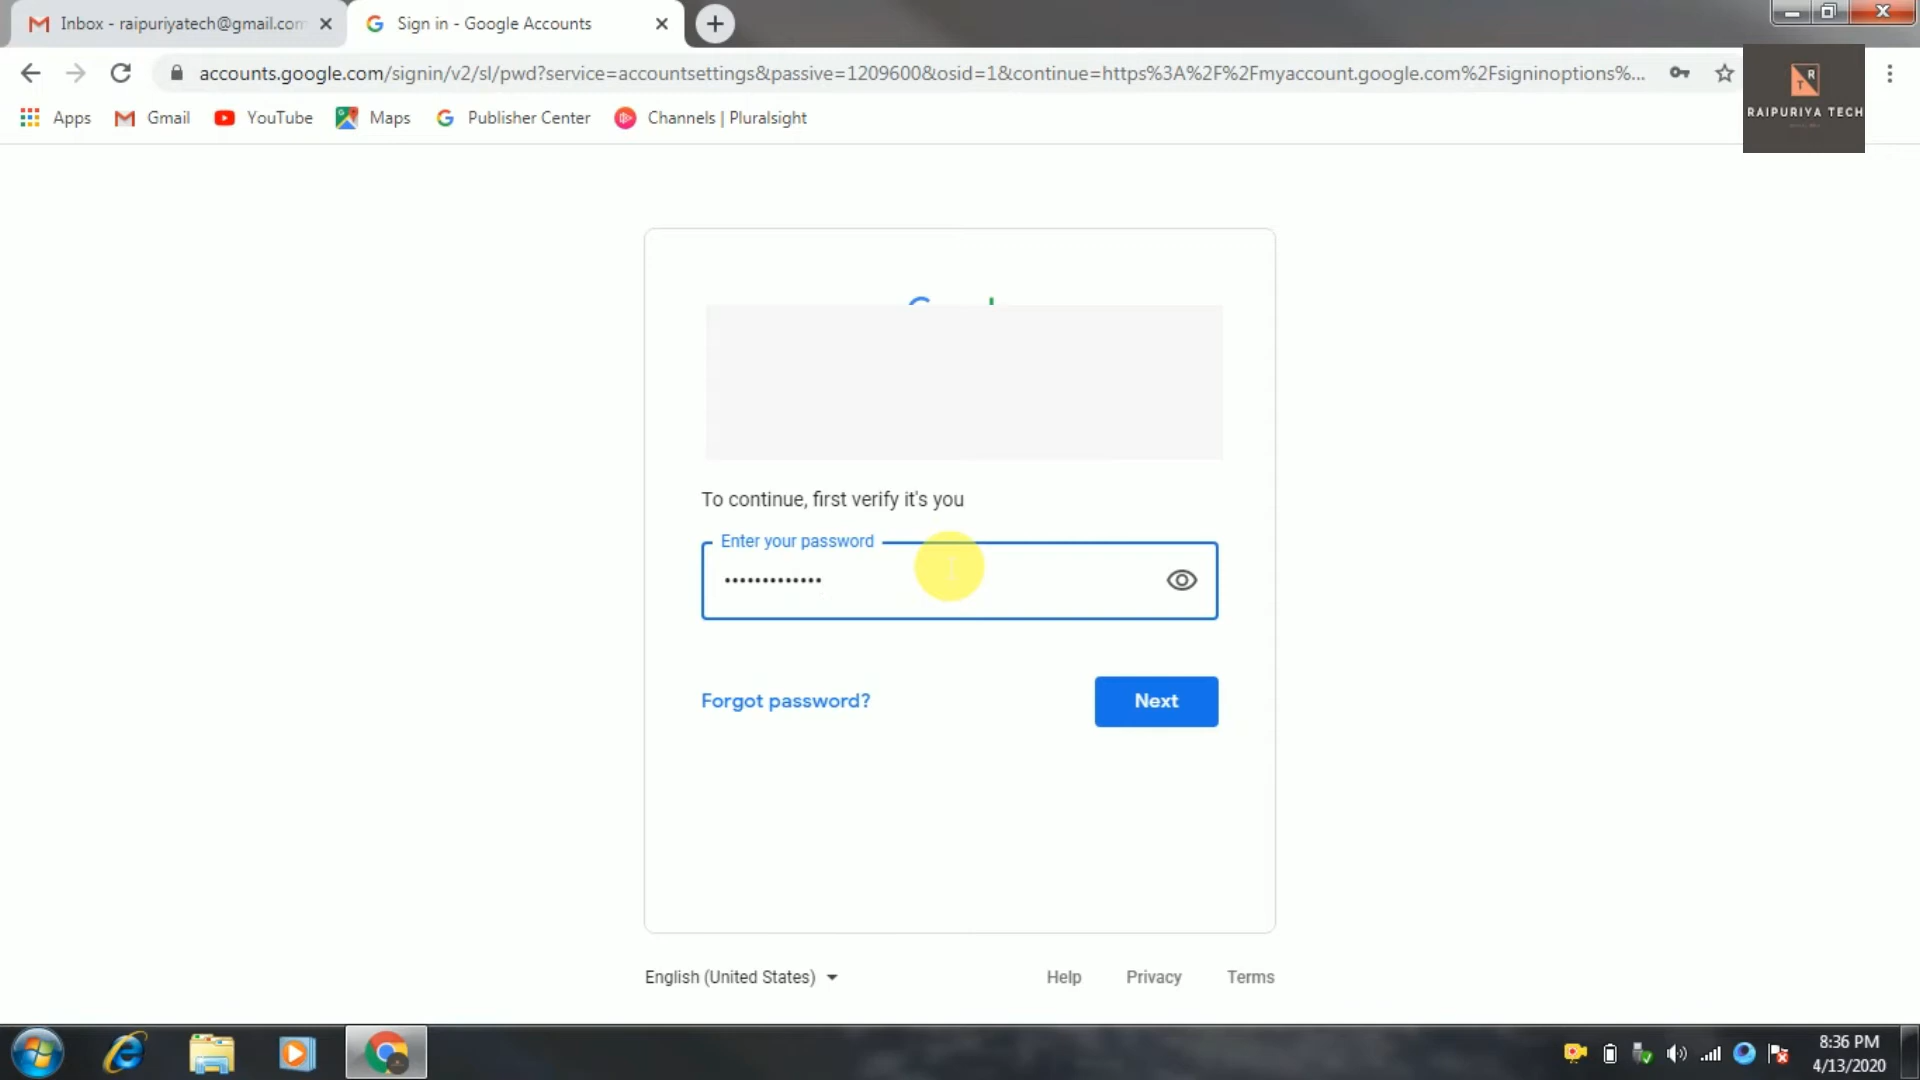 Inbox - raipuriyatech@gmail.com
Sign in - Google Accounts
accounts.google.com/signin/v2/sl/pwd?service=accountsettings&passive=1209600&osid=1&continue=https%3A%2F%2Fmyaccount.google.com%2Fsigninoptions%...
Apps
Gmail
YouTube
Maps
Publisher Center
Channels | Pluralsight
R
T
RAIPURIYA TECH
To continue, first verify it's you
Enter your password
•••••••••••••
Forgot password?
Next
English (United States)
Help
Privacy
Terms
8:36 PM
4/13/2020